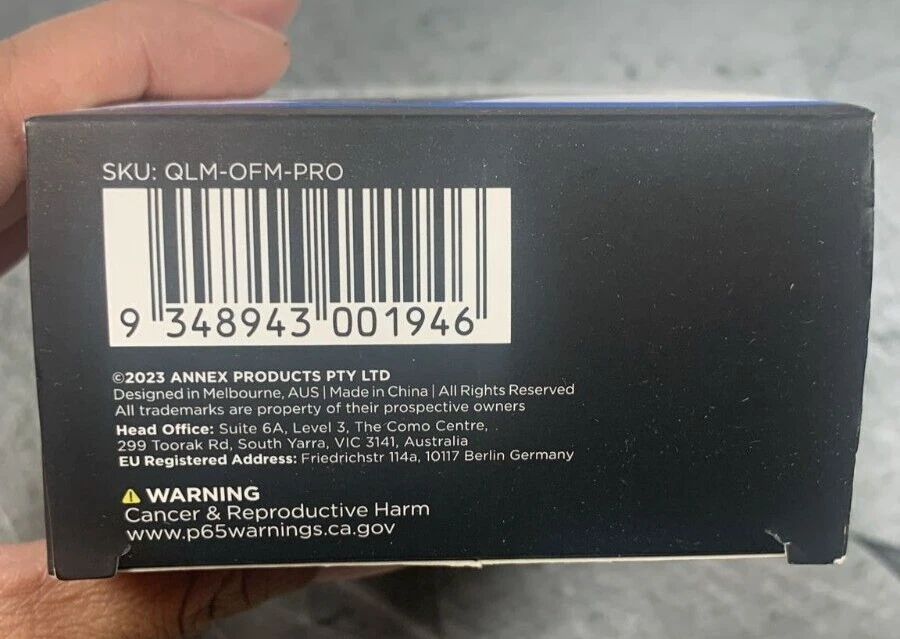 SKU: QLM-OFM-PRO
9 348943 001946
©2023 ANNEX PRODUCTS PTY LTD
Designed in Melbourne, AUS | Made in China | All Rights Reserved
All trademarks are property of their prospective owners
Head Office: Suite 6A, Level 3, The Como Centre,
299 Toorak Rd, South Yarra, VIC 3141, Australia
EU Registered Address: Friedrichstr 114a, 10117 Berlin Germany
⚠ WARNING
Cancer & Reproductive Harm
www.p65warnings.ca.gov